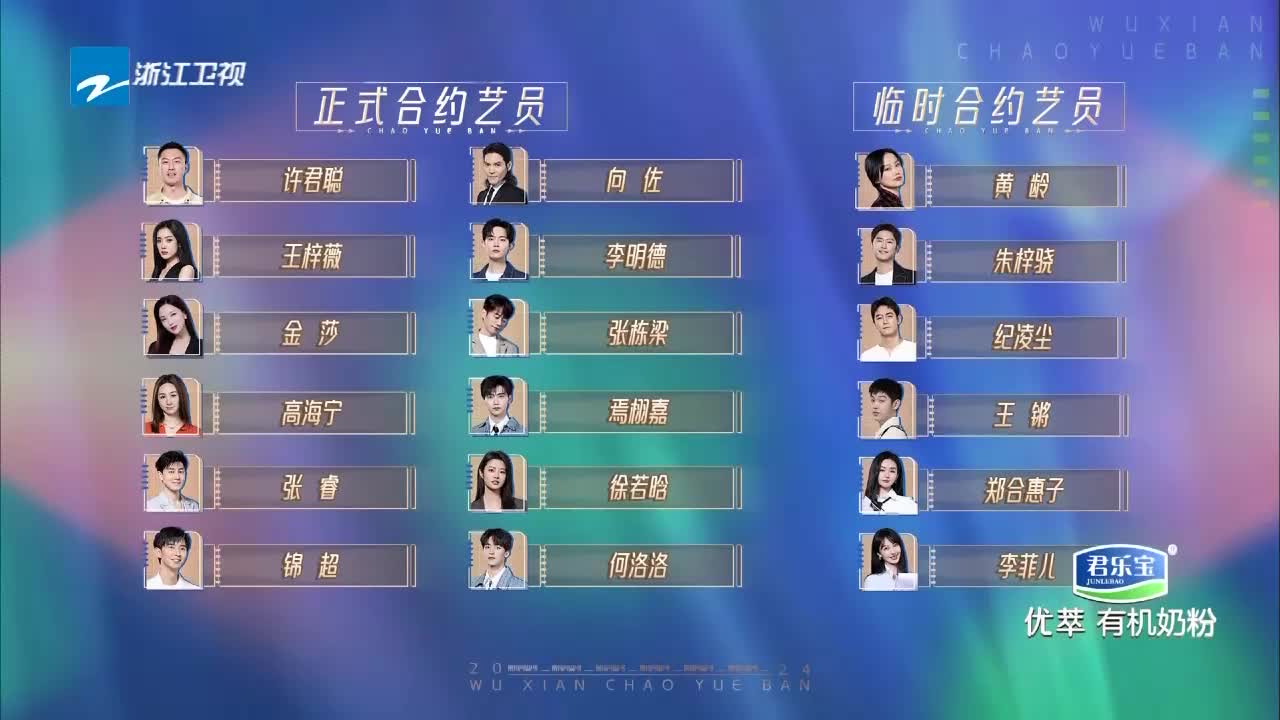 WUXIAN
CHAOYUEBAN
浙江卫视
正式合约艺员
CHAO YUE BAN
临时合约艺员
CHAO YUE BAN
许君聪
向佐
黄龄
王梓薇
李明德
朱梓骁
金莎
张栋梁
纪凌尘
高海宁
焉栩嘉
王锵
张睿
徐若晗
郑合惠子
锦超
何洛洛
李菲儿
君乐宝
JUNLEBAO
优萃 有机奶粉
20 24
WU XIAN CHAO YUE BAN